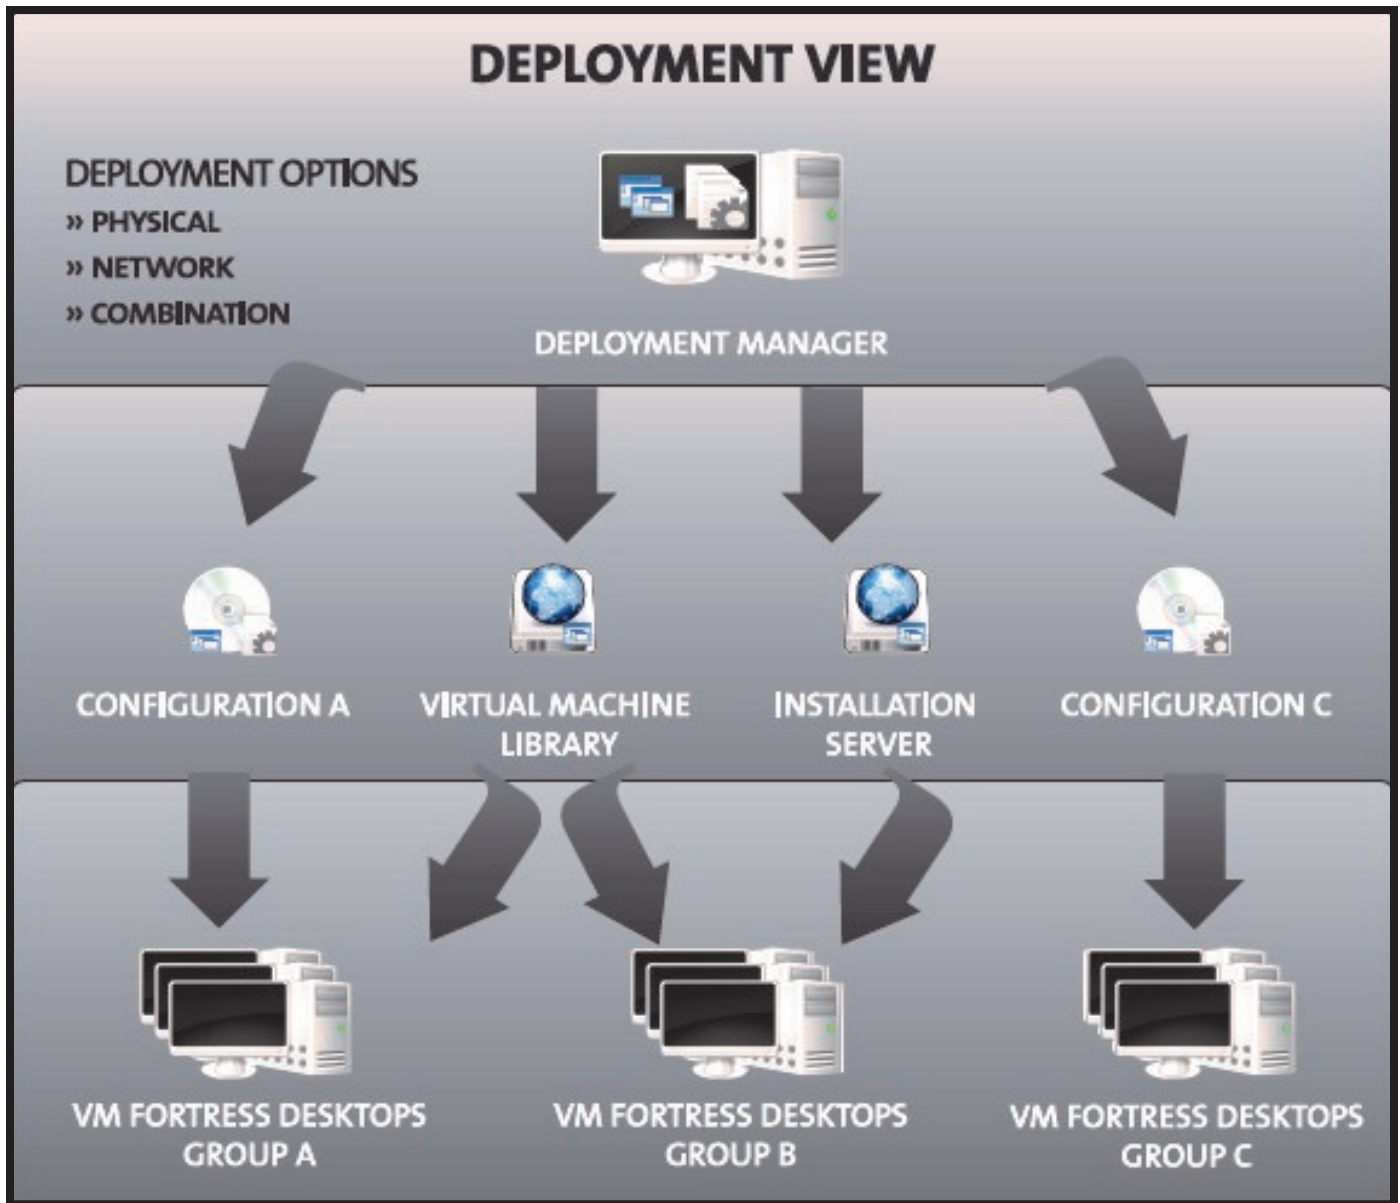 DEPLOYMENT VIEW
DEPLOYMENT OPTIONS
» PHYSICAL
» NETWORK
» COMBINATION
DEPLOYMENT MANAGER
CONFIGURATION A
VIRTUAL MACHINE
LIBRARY
INSTALLATION
SERVER
CONFIGURATION C
VM FORTRESS DESKTOPS
GROUP A
VM FORTRESS DESKTOPS
GROUP B
VM FORTRESS DESKTOPS
GROUP C